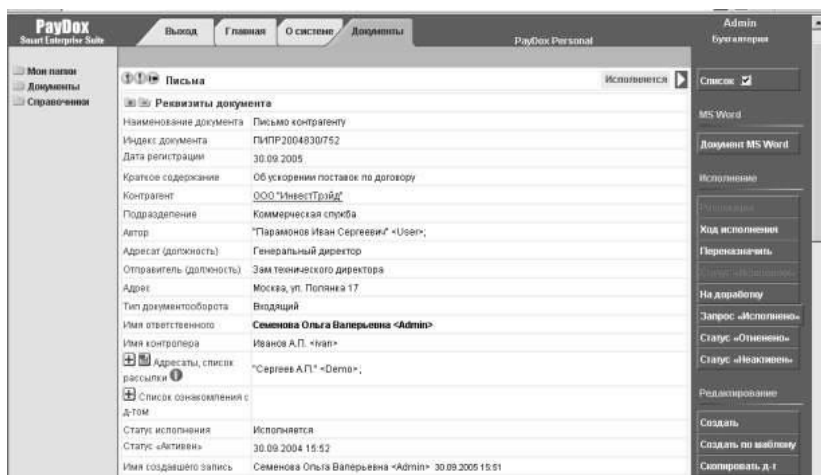 PayDox
Smart Enterprise Suite
Выход
Главная
О системе
Документы
PayDox Personal
Admin
Бухгалтерия
Мои папки
Документы
Справочники
Письма
Исполняется
Реквизиты документа
Наименование документа Письмо контрагенту
Индекс документа ПИПР2004830/752
Дата регистрации 30.09.2005
Краткое содержание Об ускорении поставок по договору
Контрагент ООО "ИнвестТрэйд"
Подразделение Коммерческая служба
Автор "Парамонов Иван Сергеевич" <User>;
Адресат (должность) Генеральный директор
Отправитель (должность) Зам технического директора
Адрес Москва, ул. Полянка 17
Тип документооборота Входящий
Имя ответственного Семенова Ольга Валерьевна <Admin>
Имя контролера Иванов А.П. <ivan>
Адресаты, список
рассылки "Сергеев А.П." <Demo>;
Список ознакомления с
д-том
Статус исполнения Исполняется
Статус «Активен» 30.09.2004 15:52
Имя создавшего запись Семенова Ольга Валерьевна <Admin> 30.09.2005 15:51
Список
MS Word
Документ MS Word
Исполнение
Резолюция
Ход исполнения
Переназначить
Статус «Исполнено»
На доработку
Запрос «Исполнено»
Статус «Отменено»
Статус «Неактивен»
Редактирование
Создать
Создать по шаблону
Скопировать д-т